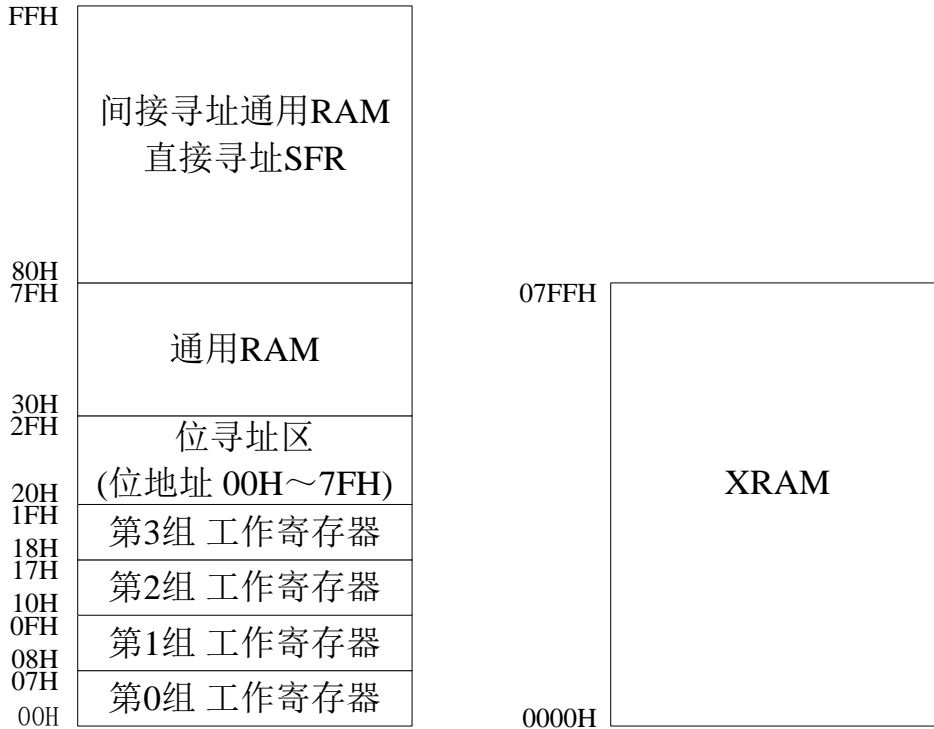 FFH
间接寻址通用RAM
直接寻址SFR
80H
7FH
通用RAM
30H
2FH
位寻址区
(位地址 00H～7FH)
20H
1FH
第3组 工作寄存器
18H
17H
第2组 工作寄存器
10H
0FH
第1组 工作寄存器
08H
07H
第0组 工作寄存器
00H
07FFH
XRAM
0000H